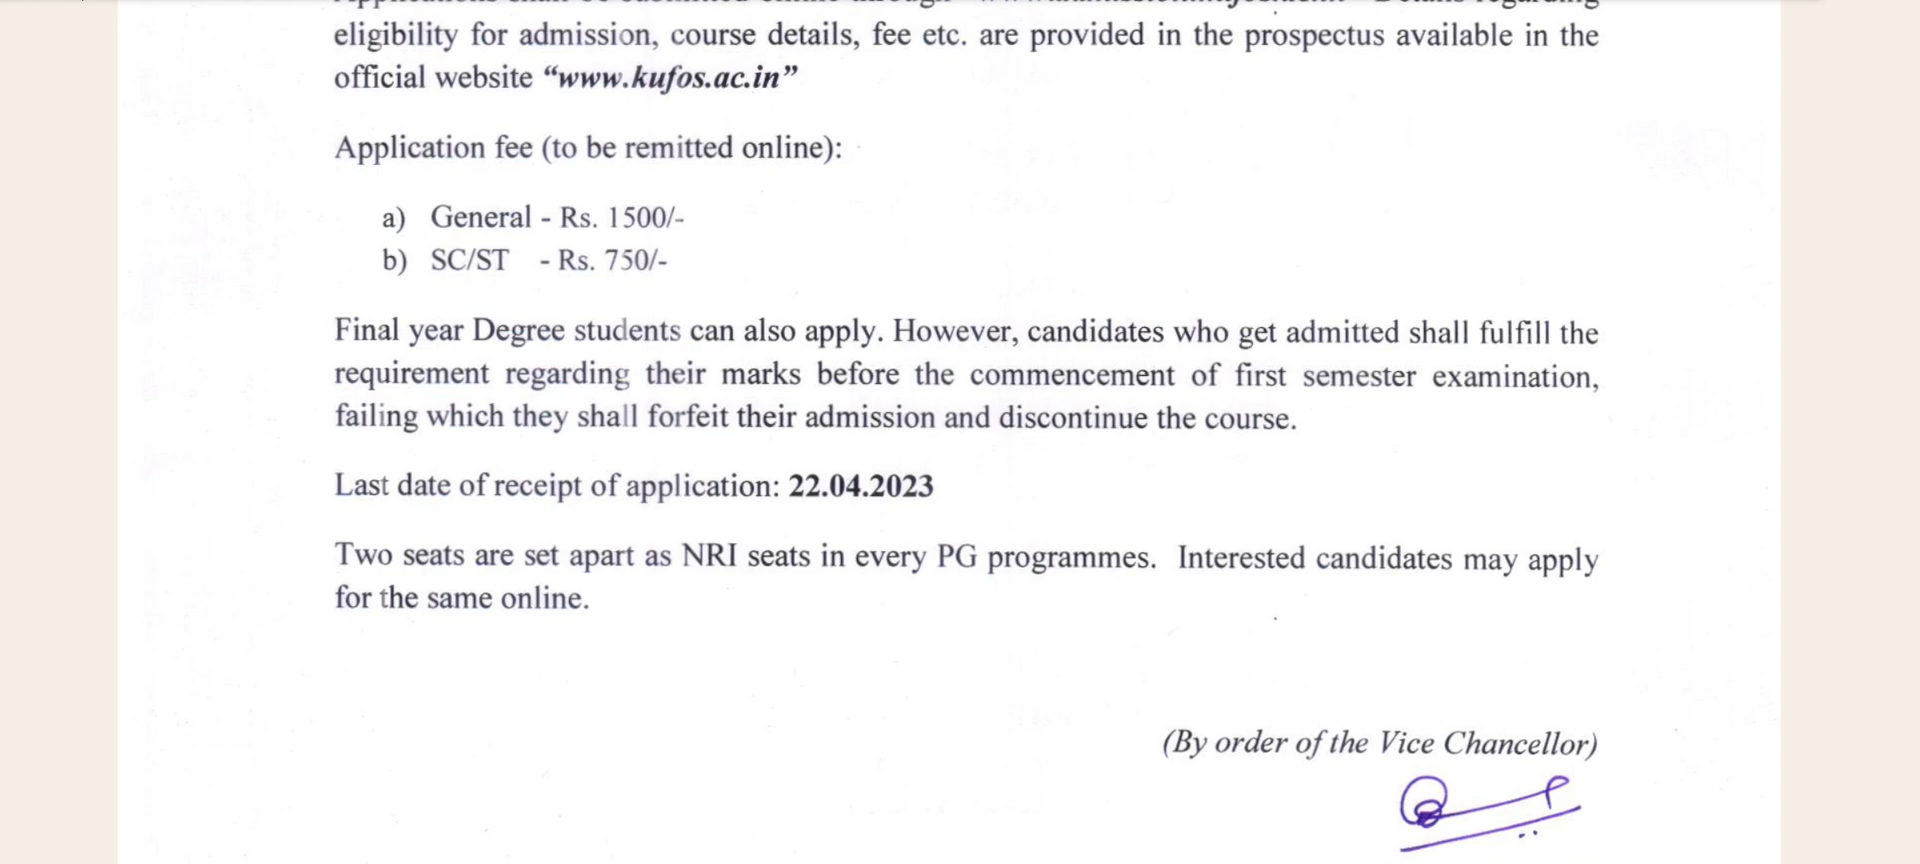 eligibility for admission, course details, fee etc. are provided in the prospectus available in the
official website “www.kufos.ac.in”
Application fee (to be remitted online):
a) General - Rs. 1500/-
b) SC/ST - Rs. 750/-
Final year Degree students can also apply. However, candidates who get admitted shall fulfill the
requirement regarding their marks before the commencement of first semester examination,
failing which they shall forfeit their admission and discontinue the course.
Last date of receipt of application: 22.04.2023
Two seats are set apart as NRI seats in every PG programmes. Interested candidates may apply
for the same online.
(By order of the Vice Chancellor)